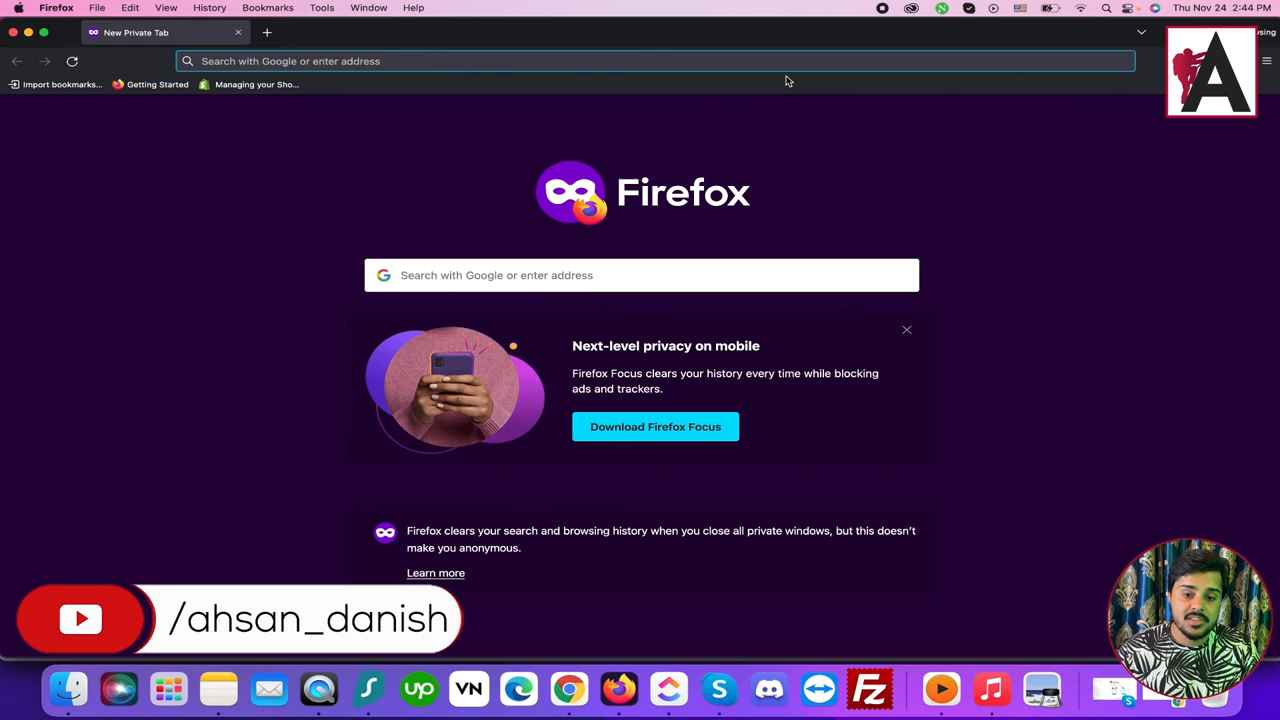 Firefox File Edit View History Bookmarks Tools Window Help Thu Nov 24 2:44 PM
New Private Tab
Search with Google or enter address
Import bookmarks... Getting Started Managing your Sho...
A
Firefox
Search with Google or enter address
Next-level privacy on mobile
Firefox Focus clears your history every time while blocking
ads and trackers.
Download Firefox Focus
Firefox clears your search and browsing history when you close all private windows, but this doesn't
make you anonymous.
Learn more
/ahsan_danish
up VN S Fz